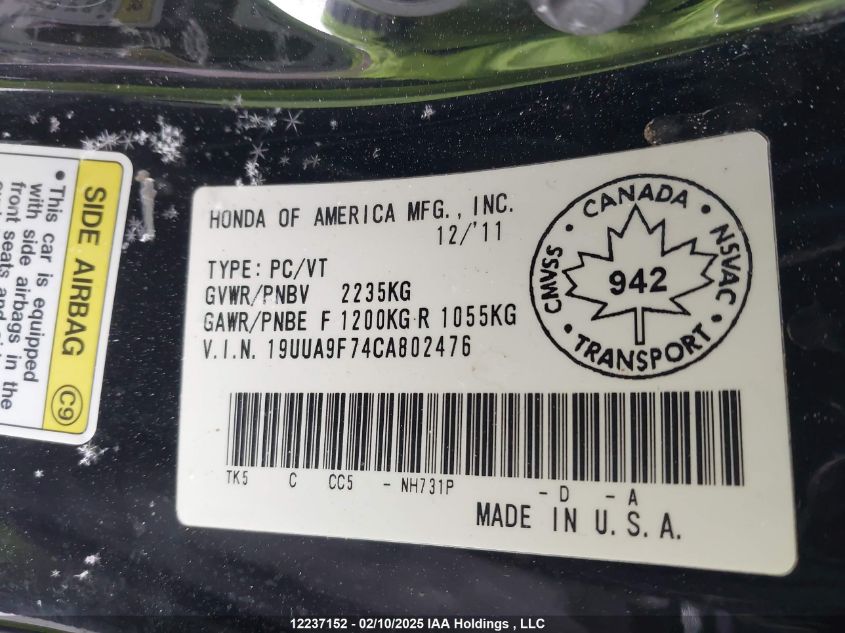 SIDE AIRBAG C9
• This car is equipped
with side airbags in the
front seats and
HONDA OF AMERICA MFG., INC.
12/'11
TYPE: PC/VT
GVWR/PNBV 2235KG
GAWR/PNBE F 1200KG R 1055KG
V.I.N. 19UUA9F74CA802476
CANADA
CMVSS 942 NSVAC
TRANSPORT
TK5 C CC5 - NH731P - D - A
MADE IN U.S.A.
12237152 - 02/10/2025 IAA Holdings , LLC